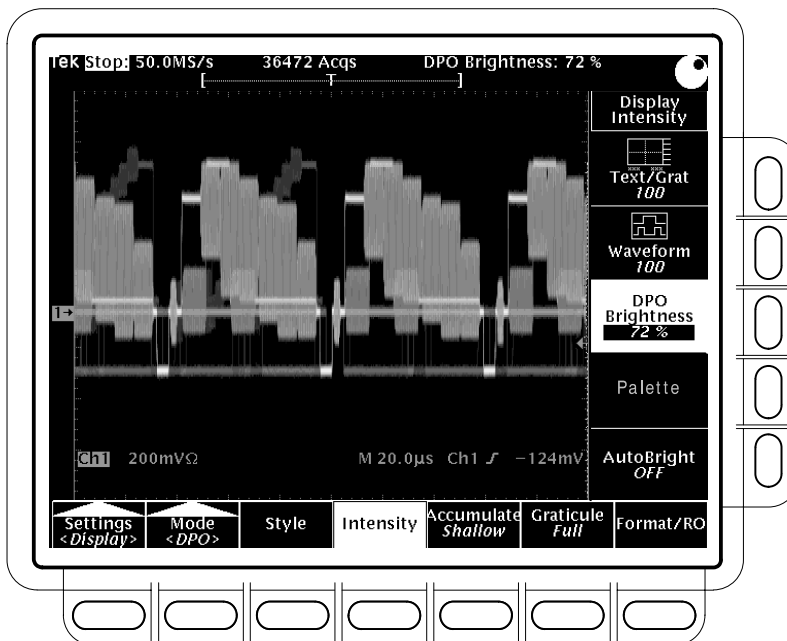 Tek Stop: 50.0MS/s 36472 Acqs DPO Brightness: 72 %
Display
Intensity
Text/Grat
100
Waveform
100
DPO
Brightness
72 %
Palette
AutoBright
OFF
1→
Ch1 200mVΩ M 20.0µs Ch1 ƒ −124mV
Settings
<Display>
Mode
<DPO>
Style
Intensity
Accumulate
Shallow
Graticule
Full
Format/RO